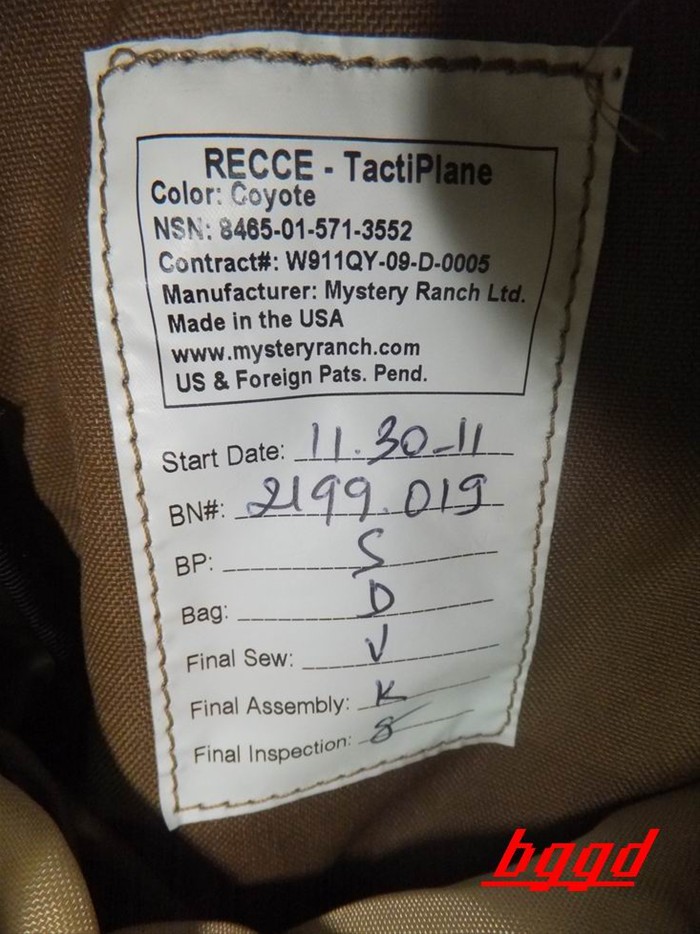 RECCE - TactiPlane
Color: Coyote
NSN: 8465-01-571-3552
Contract#: W911QY-09-D-0005
Manufacturer: Mystery Ranch Ltd.
Made in the USA
www.mysteryranch.com
US & Foreign Pats. Pend.
Start Date: 11.30-11
BN#: 2199.019
BP: S
Bag: D
Final Sew: V
Final Assembly: K
Final Inspection: 8
bggd